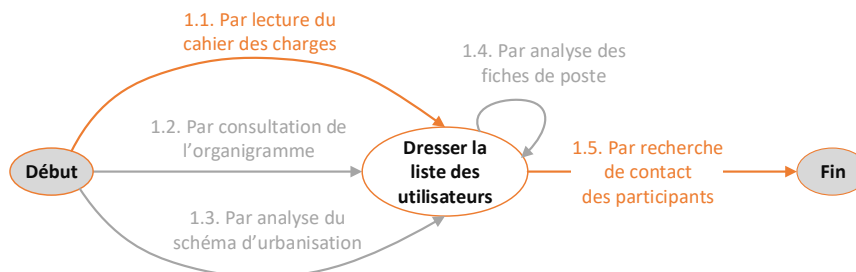 1.1. Par lecture du
cahier des charges
1.4. Par analyse des
fiches de poste
1.2. Par consultation de
l’organigramme
Début
Dresser la
liste des
utilisateurs
1.5. Par recherche
de contact
des participants
Fin
1.3. Par analyse du
schéma d’urbanisation